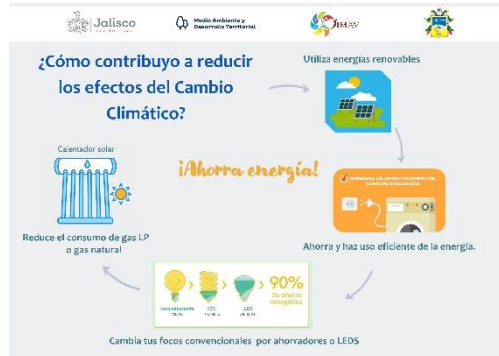 Jalisco
Medio Ambiente y
Desarrollo Territorial
¿Cómo contribuyo a reducir
los efectos del Cambio
Climático?
Utiliza energías renovables
Calentador solar
¡Ahorra energía!
Reduce el consumo de gas LP
o gas natural
Ahorra y haz uso eficiente de la energía.
Incandescente
CFL
LED
90%
De ahorro
energético
Cambia tus focos convencionales por ahorradores o LEDS